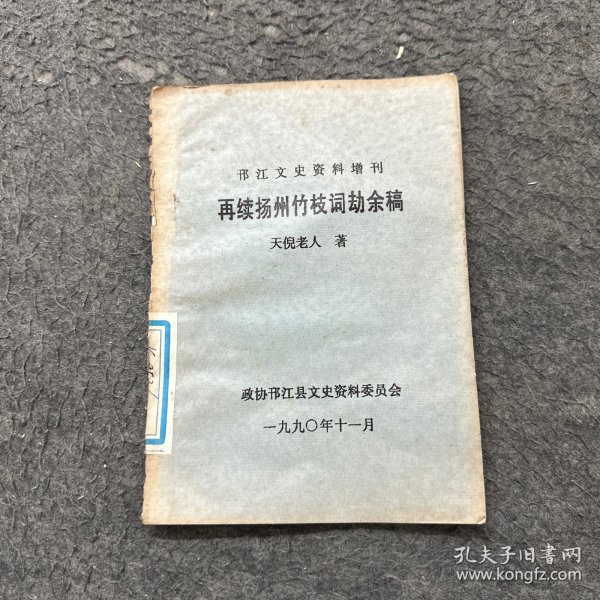 邗江文史资料增刊
再续扬州竹枝词劫余稿
天倪老人 著
政协邗江县文史资料委员会
一九九〇年十一月
孔夫子旧书网
www.kongfz.com